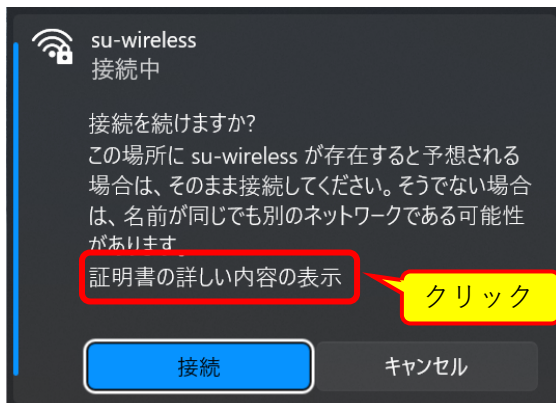 su-wireless
接続中
接続を続けますか?
この場所に su-wireless が存在すると予想される
場合は、そのまま接続してください。そうでない場合
は、名前が同じでも別のネットワークである可能性
があります。
証明書の詳しい内容の表示
クリック
接続
キャンセル